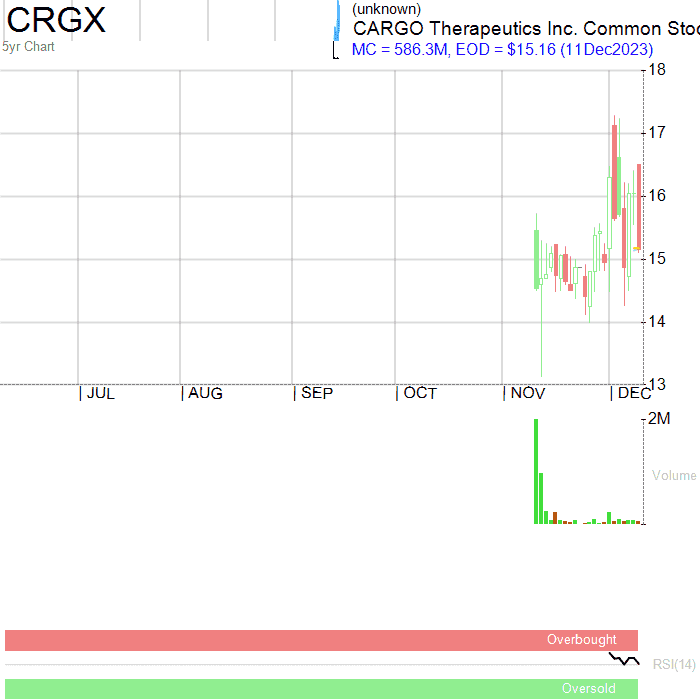 CRGX
5yr Chart
(unknown)
CARGO Therapeutics Inc. Common Stoc
MC = 586.3M, EOD = $15.16 (11Dec2023)
18
17
16
15
14
13
JUL AUG SEP OCT NOV DEC
2M
Volume
Overbought
RSI(14)
Oversold